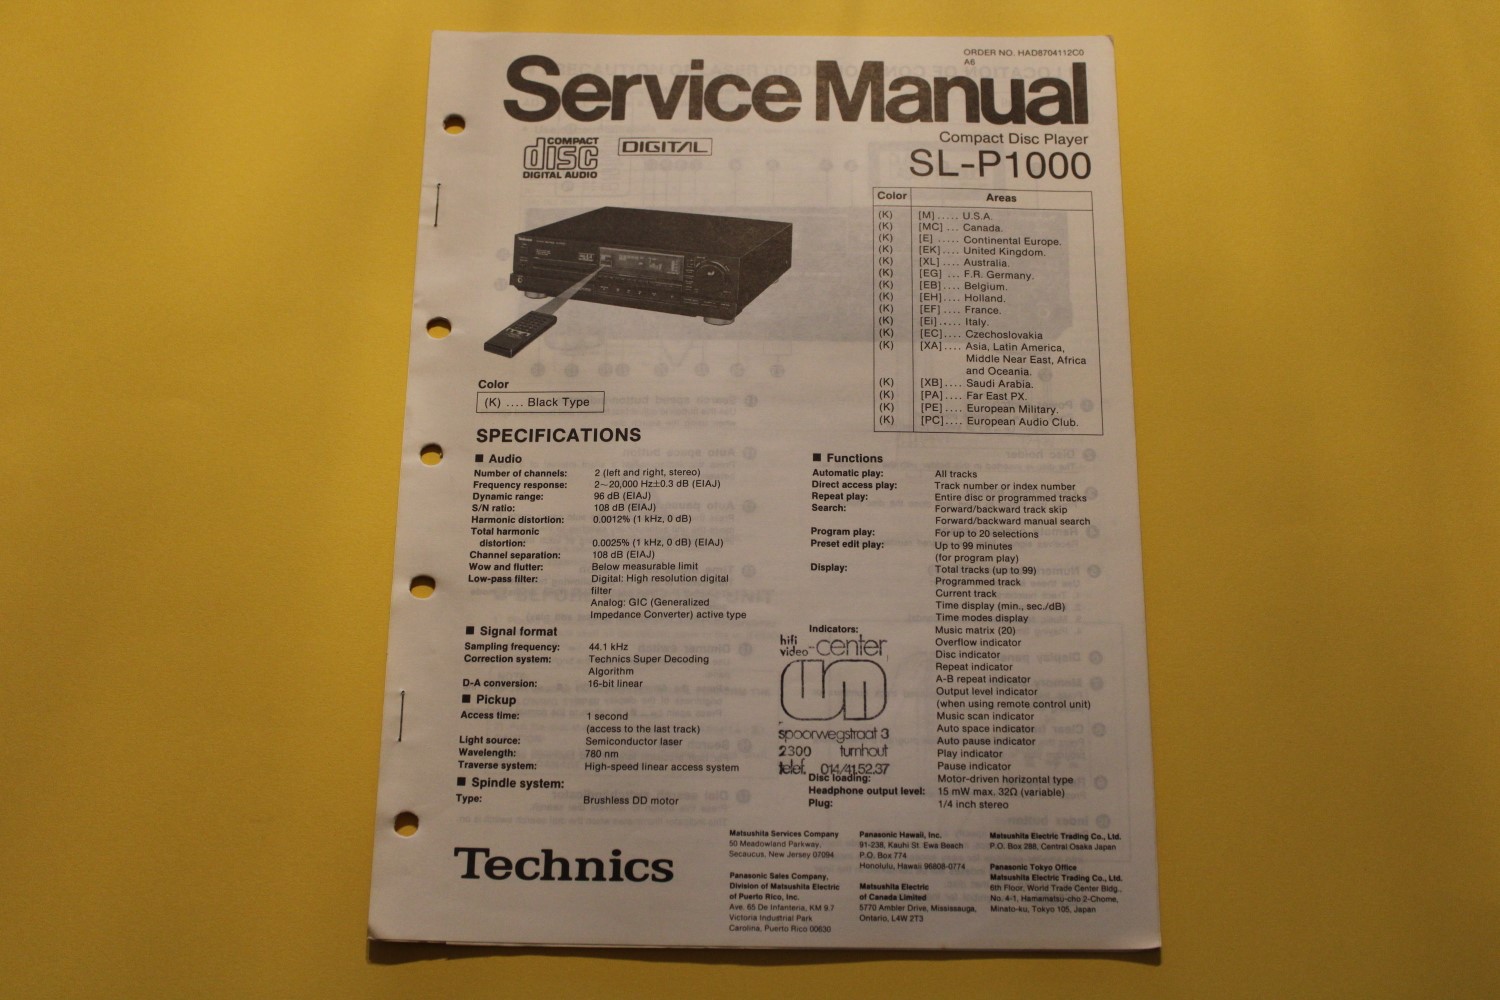 ORDER NO. HAD8704112C0
A6
Service Manual
COMPACT
disc
DIGITAL AUDIO
DIGITAL
Compact Disc Player
SL-P1000
Color Areas
(K) [M] ..... U.S.A.
(K) [MC] ... Canada.
(K) [E] ..... Continental Europe.
(K) [EK] .... United Kingdom.
(K) [XL] .... Australia.
(K) [EG] ... F.R. Germany.
(K) [EB] .... Belgium.
(K) [EH] .... Holland.
(K) [EF] .... France.
(K) [Ei] ..... Italy.
(K) [EC] .... Czechoslovakia
(K) [XA] .... Asia, Latin America,
Middle Near East, Africa
and Oceania.
(K) [XB] .... Saudi Arabia.
(K) [PA] .... Far East PX.
(K) [PE] .... European Military.
(K) [PC] .... European Audio Club.
Color
(K) .... Black Type
SPECIFICATIONS
■ Audio
Number of channels: 2 (left and right, stereo)
Frequency response: 2~20,000 Hz±0.3 dB (EIAJ)
Dynamic range: 96 dB (EIAJ)
S/N ratio: 108 dB (EIAJ)
Harmonic distortion: 0.0012% (1 kHz, 0 dB)
Total harmonic
distortion: 0.0025% (1 kHz, 0 dB) (EIAJ)
Channel separation: 108 dB (EIAJ)
Wow and flutter: Below measurable limit
Low-pass filter: Digital: High resolution digital
filter
Analog: GIC (Generalized
Impedance Converter) active type
■ Signal format
Sampling frequency: 44.1 kHz
Correction system: Technics Super Decoding
Algorithm
D-A conversion: 16-bit linear
■ Pickup
Access time: 1 second
(access to the last track)
Light source: Semiconductor laser
Wavelength: 780 nm
Traverse system: High-speed linear access system
■ Spindle system:
Type: Brushless DD motor
■ Functions
Automatic play: All tracks
Direct access play: Track number or index number
Repeat play: Entire disc or programmed tracks
Search: Forward/backward track skip
Forward/backward manual search
Program play: For up to 20 selections
Preset edit play: Up to 99 minutes
(for program play)
Display: Total tracks (up to 99)
Programmed track
Current track
Time display (min., sec./dB)
Time modes display
Indicators: Music matrix (20)
Overflow indicator
Disc indicator
Repeat indicator
A-B repeat indicator
Output level indicator
(when using remote control unit)
Music scan indicator
Auto space indicator
Auto pause indicator
Play indicator
Pause indicator
Disc loading: Motor-driven horizontal type
Headphone output level: 15 mW max. 32Ω (variable)
Plug: 1/4 inch stereo
hifi
video-center
spoorwegstraat 3
2300 turnhout
telef. 014/41.52.37
Technics
Matsushita Services Company
50 Meadowland Parkway,
Secaucus, New Jersey 07094
Panasonic Sales Company,
Division of Matsushita Electric
of Puerto Rico, Inc.
Ave. 65 De Infanteria, KM 9.7
Victoria Industrial Park
Carolina, Puerto Rico 00630
Panasonic Hawaii, Inc.
91-238, Kauhi St. Ewa Beach
P.O. Box 774
Honolulu, Hawaii 96808-0774
Matsushita Electric
of Canada Limited
5770 Ambler Drive, Mississauga,
Ontario, L4W 2T3
Matsushita Electric Trading Co., Ltd.
P.O. Box 288, Central Osaka Japan
Panasonic Tokyo Office
Matsushita Electric Trading Co., Ltd.
6th Floor, World Trade Center Bldg.,
No. 4-1, Hamamatsu-cho 2-Chome,
Minato-ku, Tokyo 105, Japan